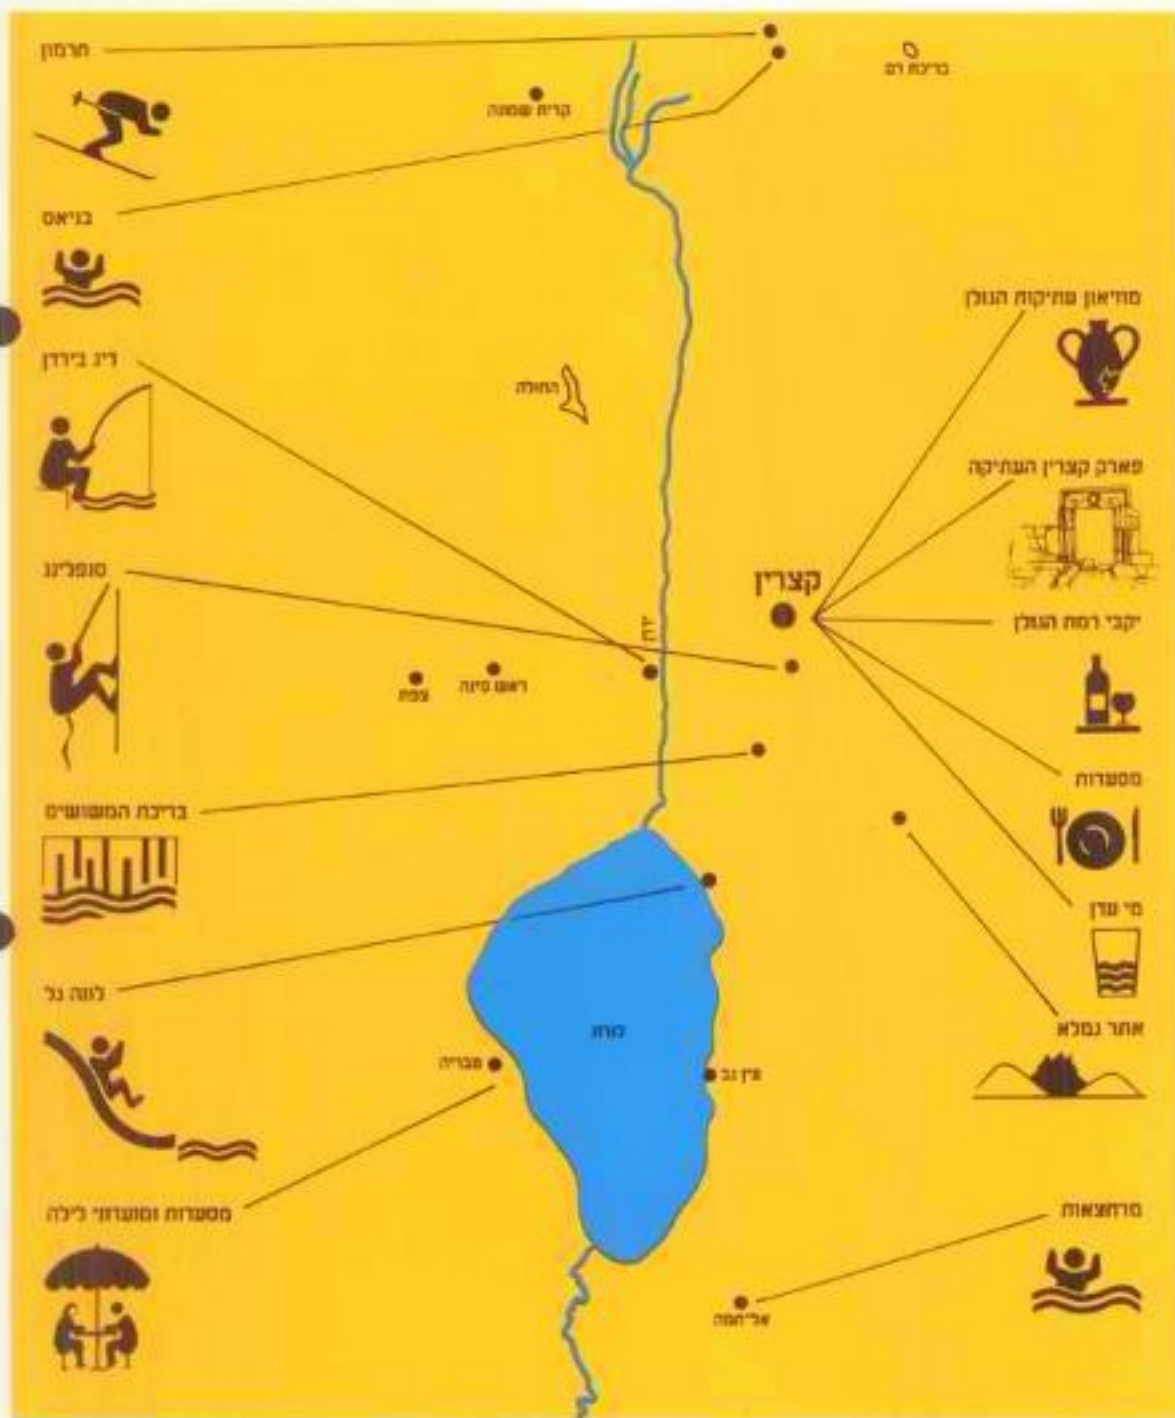 חרמון
בריכת רם
קרית שמונה
בניאס
מוזיאון עתיקות הגולן
דיג בירדן
החולה
פארק קצרין העתיקה
סנפלינג
קצרין
יקבי רמת הגולן
ירדן
ראש פינה
צפת
מסעדות
בריכת המשושים
מי עדן
לונה גל
אתר גמלא
כנרת
טבריה
עין גב
מסעדות ומועדוני לילה
מרחצאות
אל-חמה